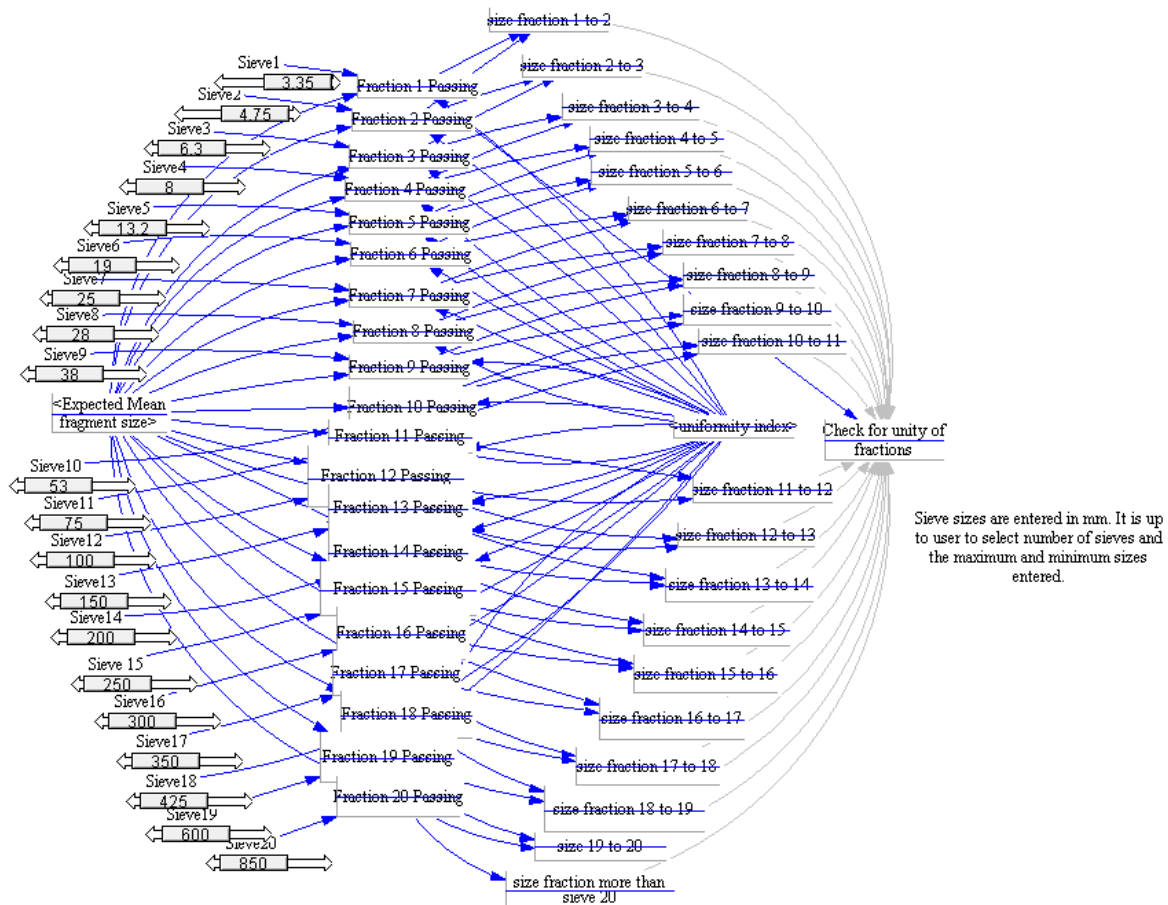 size fraction 1 to 2
Sieve1
3.35
Fraction 1 Passing
size fraction 2 to 3
Sieve2
4.75
Fraction 2 Passing
size fraction 3 to 4
Sieve3
6.3
Fraction 3 Passing
size fraction 4 to 5
Sieve4
8
Fraction 4 Passing
size fraction 5 to 6
Sieve5
13.2
Fraction 5 Passing
size fraction 6 to 7
Sieve6
19
Fraction 6 Passing
size fraction 7 to 8
Sieve7
25
Fraction 7 Passing
size fraction 8 to 9
Sieve8
28
Fraction 8 Passing
size fraction 9 to 10
Sieve9
38
Fraction 9 Passing
size fraction 10 to 11
<Expected Mean
fragment size>
Fraction 10 Passing
<uniformity index>
Check for unity of
fractions
Fraction 11 Passing
Sieve10
53
Fraction 12 Passing
size fraction 11 to 12
Sieve11
75
Fraction 13 Passing
size fraction 12 to 13
Sieve sizes are entered in mm. It is up
to user to select number of sieves and
the maximum and minimum sizes
entered.
Sieve12
100
Fraction 14 Passing
size fraction 13 to 14
Sieve13
150
Fraction 15 Passing
size fraction 14 to 15
Sieve14
200
Fraction 16 Passing
size fraction 15 to 16
Sieve 15
250
Fraction 17 Passing
size fraction 16 to 17
Sieve16
300
Fraction 18 Passing
size fraction 17 to 18
Sieve17
350
Fraction 19 Passing
size fraction 18 to 19
Sieve18
425
Fraction 20 Passing
size 19 to 20
Sieve19
600
Sieve20
850
size fraction more than
sieve 20